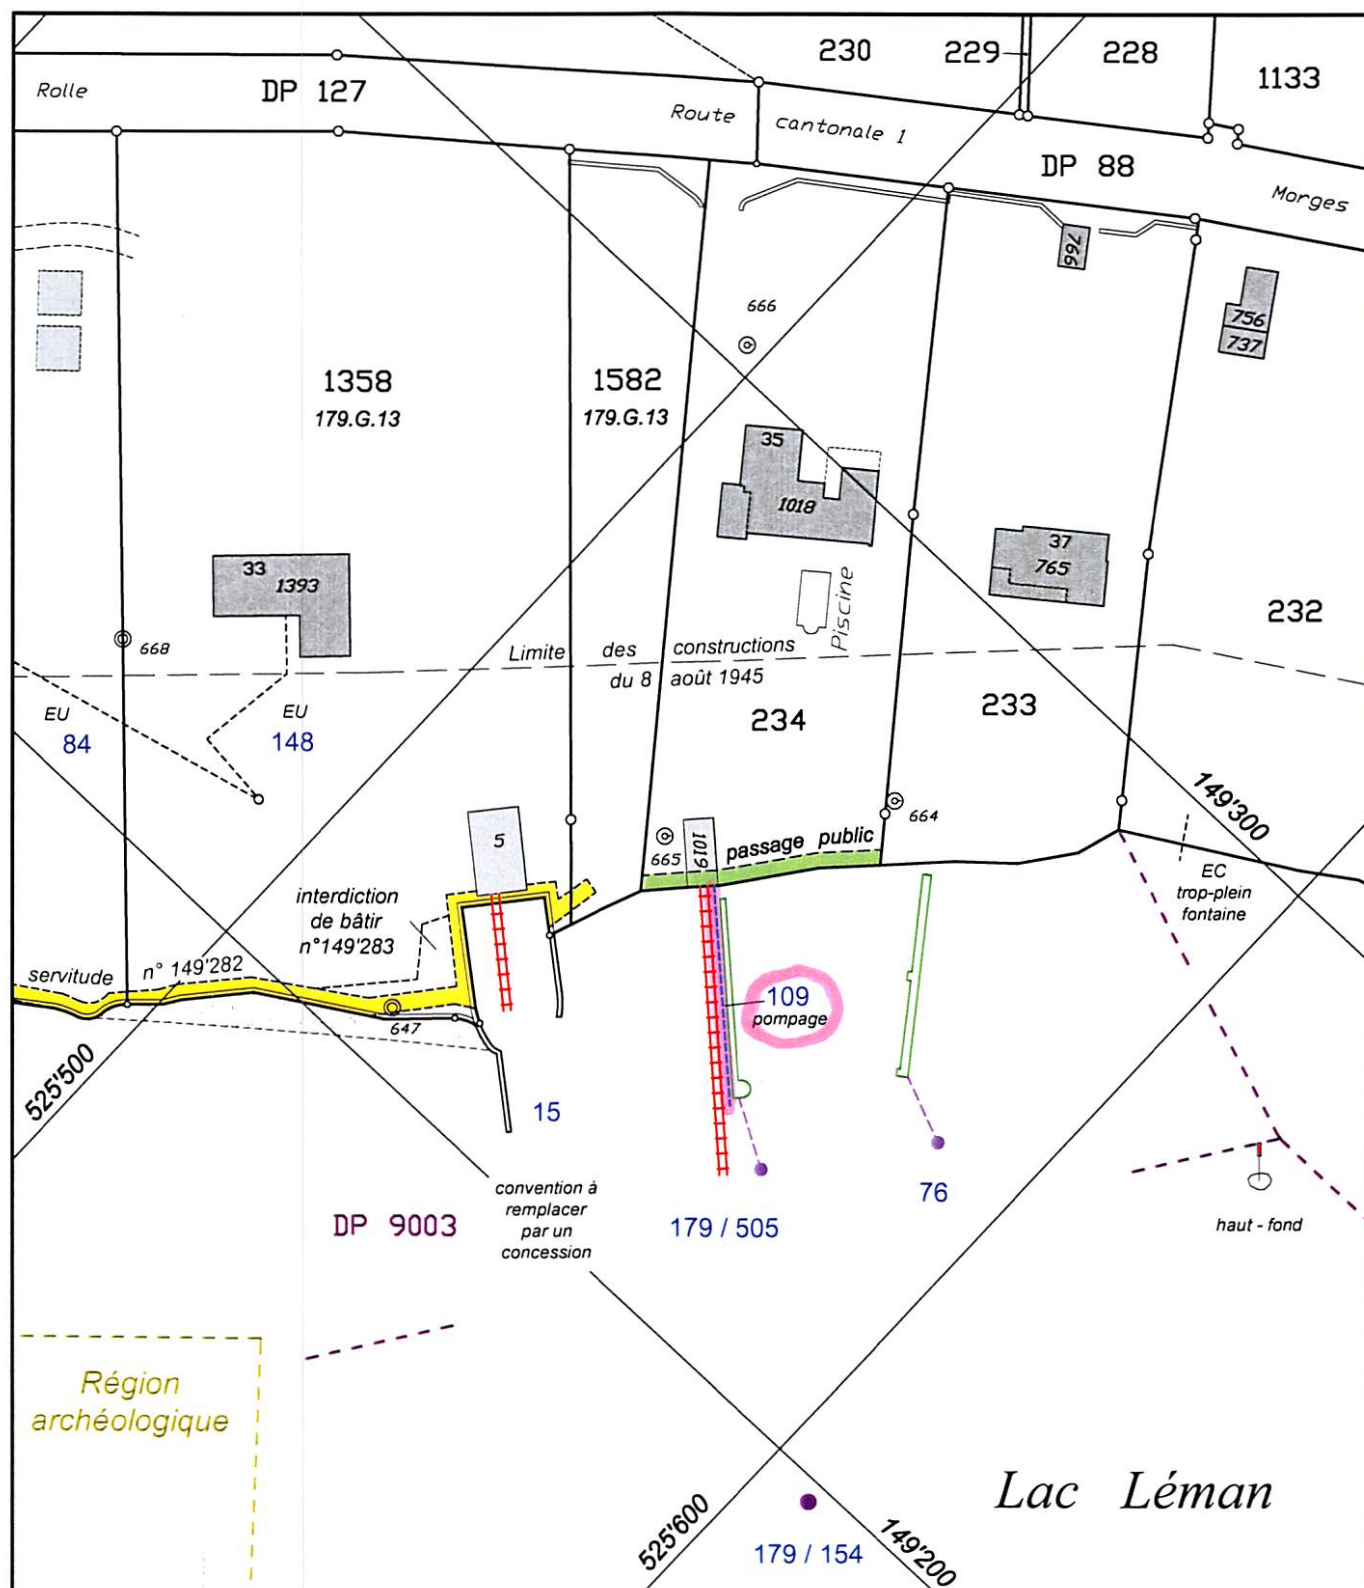 230
229
228
1133
Rolle
DP 127
Route
cantonale 1
DP 88
Morges
766
666
756
737
1358
179.G.13
1582
179.G.13
35
1018
37
765
33
1393
Piscine
232
668
Limite des constructions
du 8 août 1945
EU
84
EU
148
234
233
149'300
5
1019
665
passage public
664
EC
trop-plein
fontaine
interdiction
de bâtir
n°149'283
servitude n° 149'282
647
109
pompage
525'500
15
convention à
remplacer
par un
concession
DP 9003
179 / 505
76
haut - fond
Région
archéologique
Lac Léman
525'600
149'200
179 / 154